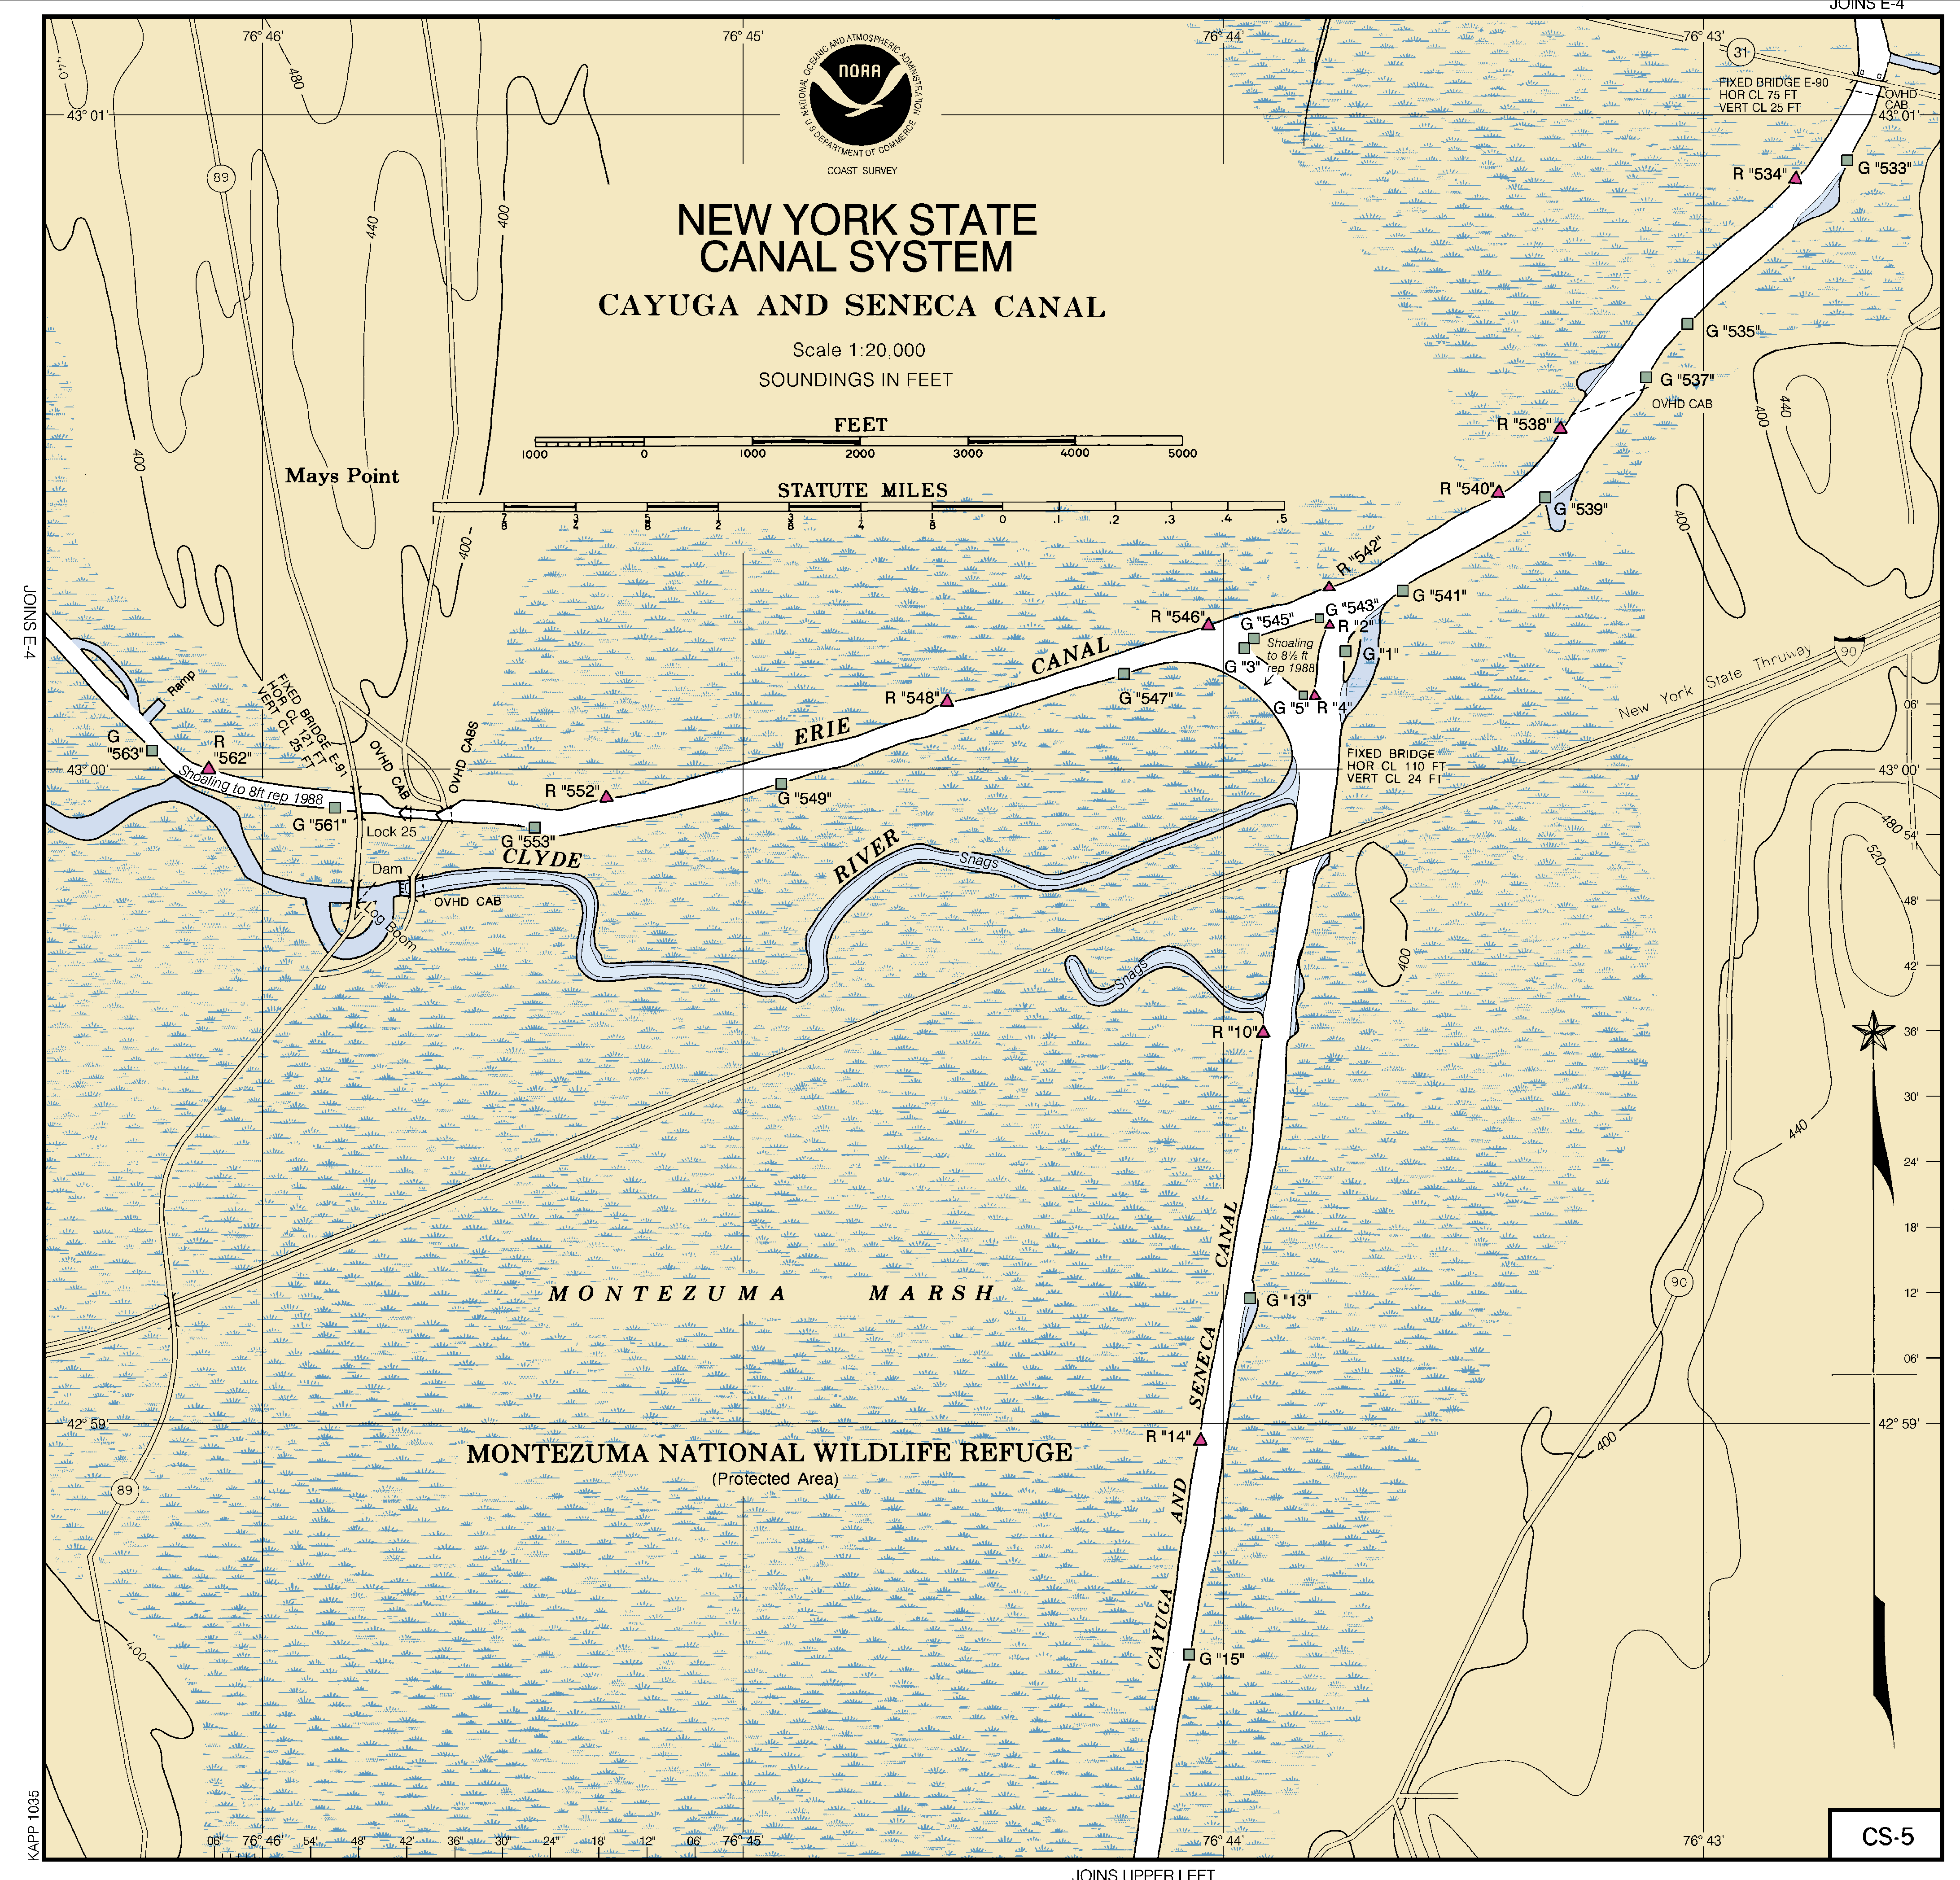 JOINS E-4
76° 46'
76° 45'
76° 44'
76° 43'
NATIONAL OCEANIC AND ATMOSPHERIC ADMINISTRATION
U S DEPARTMENT OF COMMERCE
NOAA
COAST SURVEY
440
480
31
FIXED BRIDGE E-90
HOR CL 75 FT
VERT CL 25 FT
OVHD
CAB
43° 01'
43° 01'
R "534"
G "533"
89
440
400
NEW YORK STATE
CANAL SYSTEM
CAYUGA AND SENECA CANAL
Scale 1:20,000
SOUNDINGS IN FEET
G "535"
G "537"
OVHD CAB
400
440
FEET
1000 0 1000 2000 3000 4000 5000
R "538"
400
Mays Point
STATUTE MILES
1 7 8 3 4 5 8 1 2 3 8 1 4 1 8 0 .1 .2 .3 .4 .5
R "540"
G "539"
400
400
R "542"
G "541"
JOINS E-4
R "546"
G "545"
G "543"
R "2"
Shoaling
to 8½ ft
rep 1988
G "3"
G "1"
CANAL
ERIE
90
New York State Thruway
Ramp
FIXED BRIDGE E-91
HOR CL 112 FT
VERT CL 25 FT
R "548"
G "547"
G "5"
R "4"
06"
G
"563"
R
"562"
OVHD CAB
OVHD CABS
FIXED BRIDGE
HOR CL 110 FT
VERT CL 24 FT
43° 00'
43° 00'
Shoaling to 8ft rep 1988
R "552"
G "549"
G "561"
Lock 25
G "553"
CLYDE
RIVER
Snags
480
54"
520
Dam
OVHD CAB
Log Boom
48"
400
42"
Snags
R "10"
36"
30"
440
24"
18"
CANAL
90
12"
MONTEZUMA MARSH
G "13"
SENECA
06"
42° 59'
42° 59'
R "14"
400
MONTEZUMA NATIONAL WILDLIFE REFUGE
(Protected Area)
89
AND
CAYUGA
400
G "15"
KAPP 1035
06" 76° 46' 54" 48" 42" 36" 30" 24" 18" 12" 06" 76° 45'
76° 44'
76° 43'
CS-5
JOINS UPPER LEFT